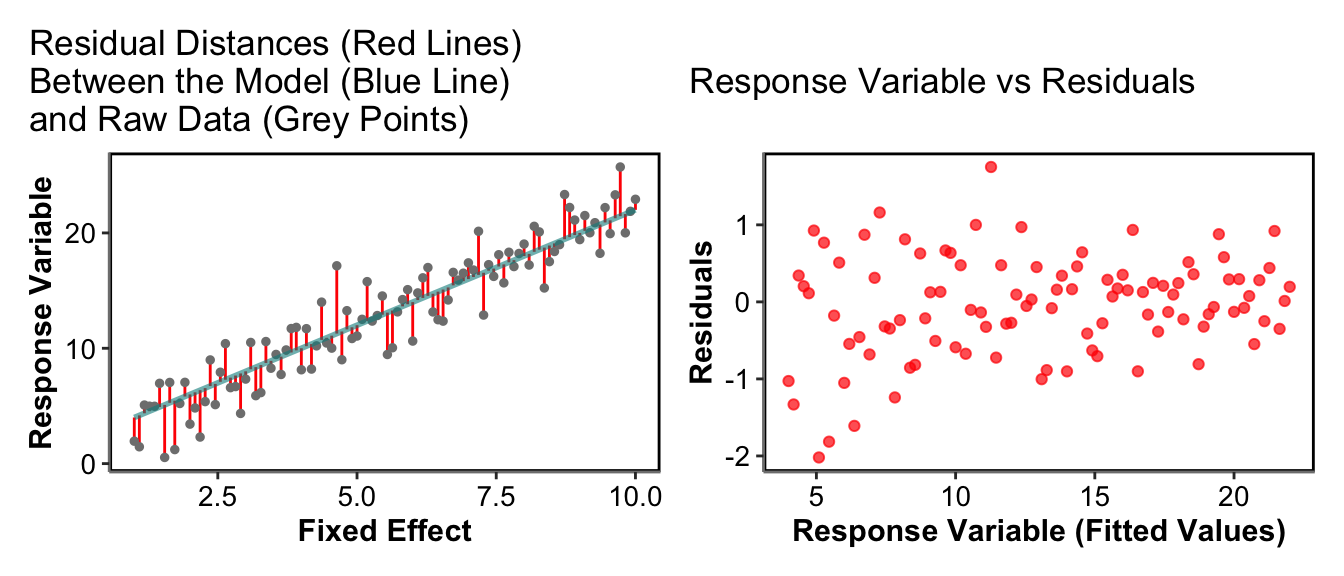 Residual Distances (Red Lines)
Between the Model (Blue Line)
and Raw Data (Grey Points)
Response Variable
20
10
0
2.5
5.0
7.5
10.0
Fixed Effect
Response Variable vs Residuals
Residuals
1
0
-1
-2
5
10
15
20
Response Variable (Fitted Values)